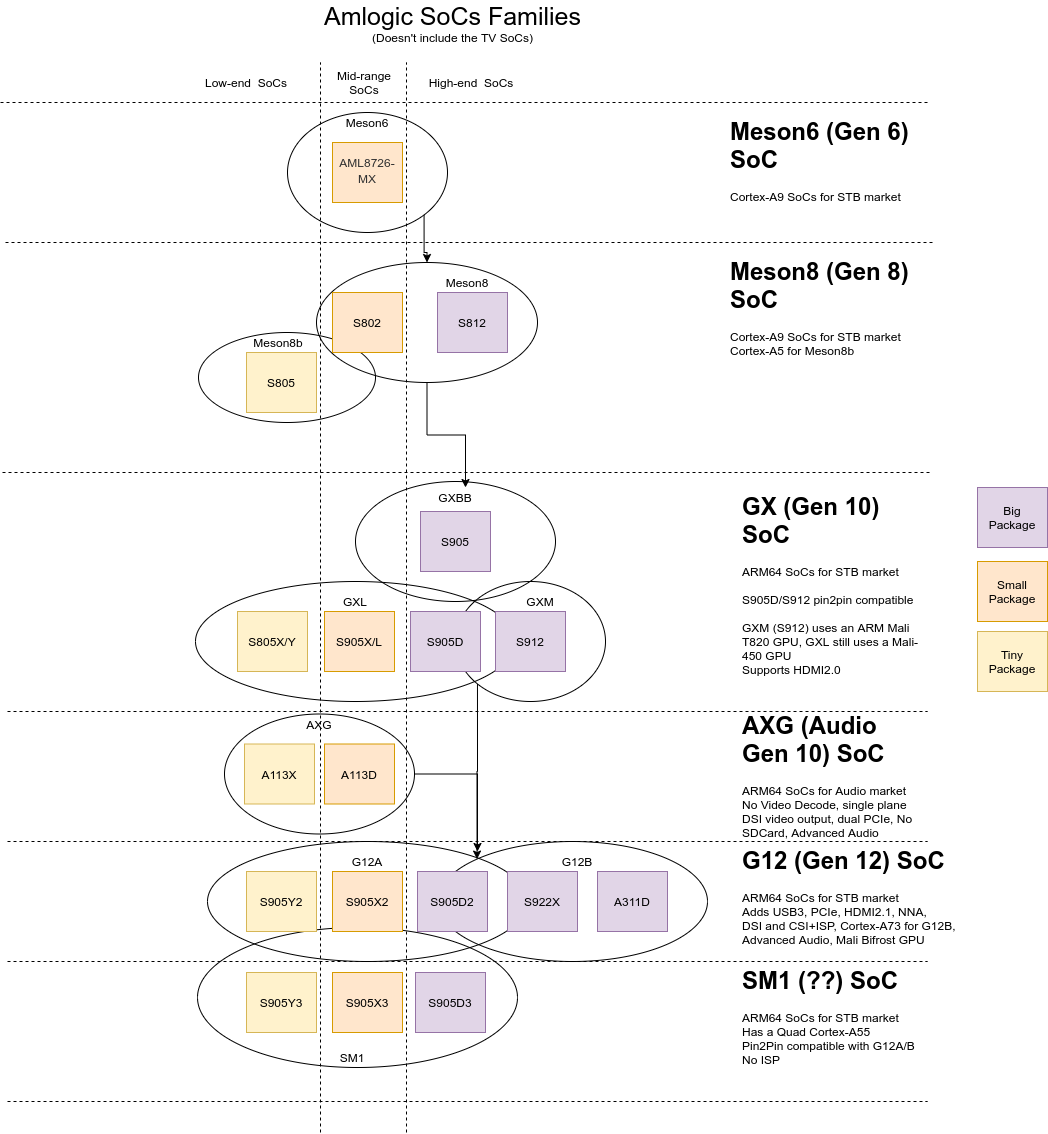 Amlogic SoCs Families
(Doesn't include the TV SoCs)
Low-end SoCs
Mid-range
SoCs
High-end SoCs
Meson6
AML8726-
MX
Meson6 (Gen 6)
SoC
Cortex-A9 SoCs for STB market
Meson8
S802
S812
Meson8b
S805
Meson8 (Gen 8)
SoC
Cortex-A9 SoCs for STB market
Cortex-A5 for Meson8b
GXBB
S905
GXL
GXM
S805X/Y
S905X/L
S905D
S912
GX (Gen 10)
SoC
ARM64 SoCs for STB market
S905D/S912 pin2pin compatible
GXM (S912) uses an ARM Mali
T820 GPU, GXL still uses a Mali-
450 GPU
Supports HDMI2.0
Big
Package
Small
Package
Tiny
Package
AXG
A113X
A113D
AXG (Audio
Gen 10) SoC
ARM64 SoCs for Audio market
No Video Decode, single plane
DSI video output, dual PCIe, No
SDCard, Advanced Audio
G12A
G12B
S905Y2
S905X2
S905D2
S922X
A311D
G12 (Gen 12) SoC
ARM64 SoCs for STB market
Adds USB3, PCIe, HDMI2.1, NNA,
DSI and CSI+ISP, Cortex-A73 for G12B,
Advanced Audio, Mali Bifrost GPU
S905Y3
S905X3
S905D3
SM1
SM1 (??) SoC
ARM64 SoCs for STB market
Has a Quad Cortex-A55
Pin2Pin compatible with G12A/B
No ISP